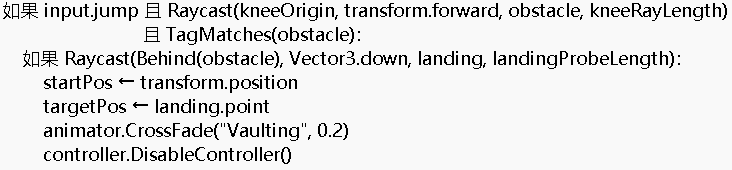 如果 input.jump 且 Raycast(kneeOrigin, transform.forward, obstacle, kneeRayLength)
且 TagMatches(obstacle):
如果 Raycast(Behind(obstacle), Vector3.down, landing, landingProbeLength):
startPos ← transform.position
targetPos ← landing.point
animator.CrossFade("Vaulting", 0.2)
controller.DisableController()